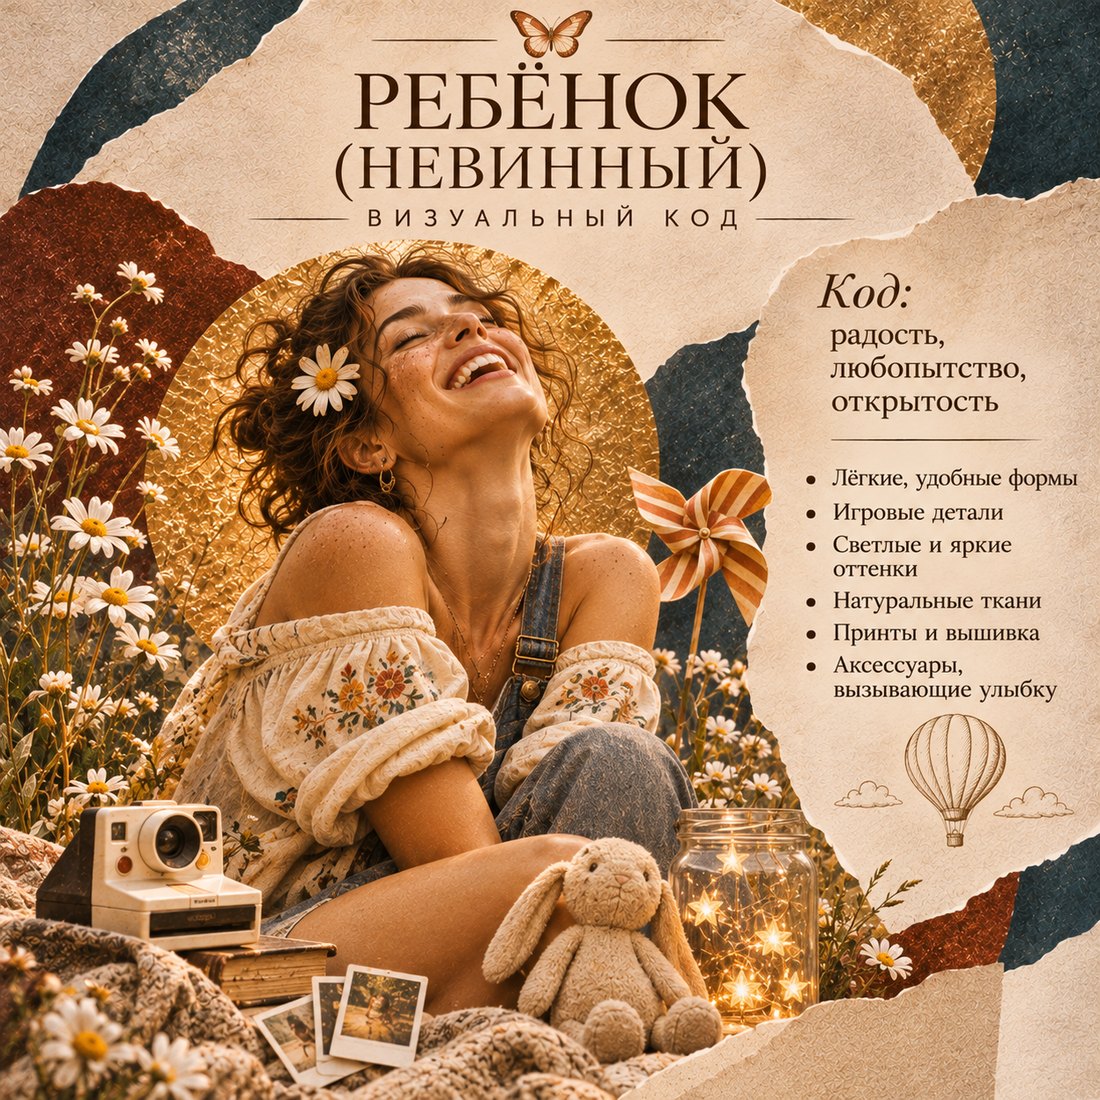 РЕБЁНОК
(НЕВИННЫЙ)
ВИЗУАЛЬНЫЙ КОД
Код:
радость,
любопытство,
открытость
• Лёгкие, удобные формы
• Игровые детали
• Светлые и яркие
оттенки
• Натуральные ткани
• Принты и вышивка
• Аксессуары,
вызывающие улыбку